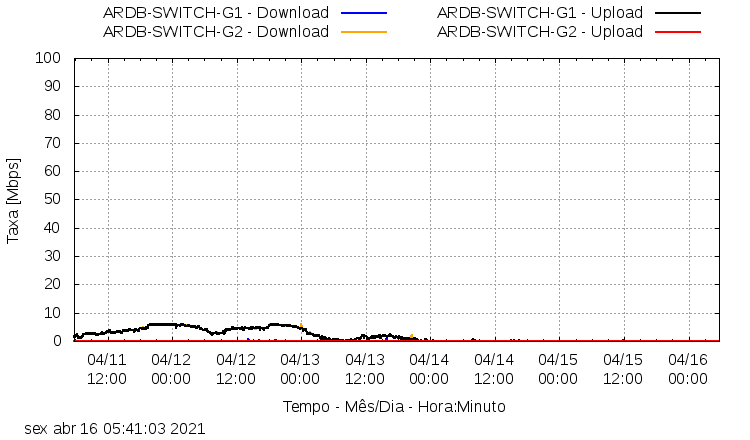 ARDB-SWITCH-G1 - Download ARDB-SWITCH-G1 - Upload
ARDB-SWITCH-G2 - Download ARDB-SWITCH-G2 - Upload
100
90
80
70
60
50
40
30
20
10
0
Taxa [Mbps]
04/11 04/12 04/12 04/13 04/13 04/14 04/14 04/15 04/15 04/16
12:00 00:00 12:00 00:00 12:00 00:00 12:00 00:00 12:00 00:00
Tempo - Mês/Dia - Hora:Minuto
sex abr 16 05:41:03 2021